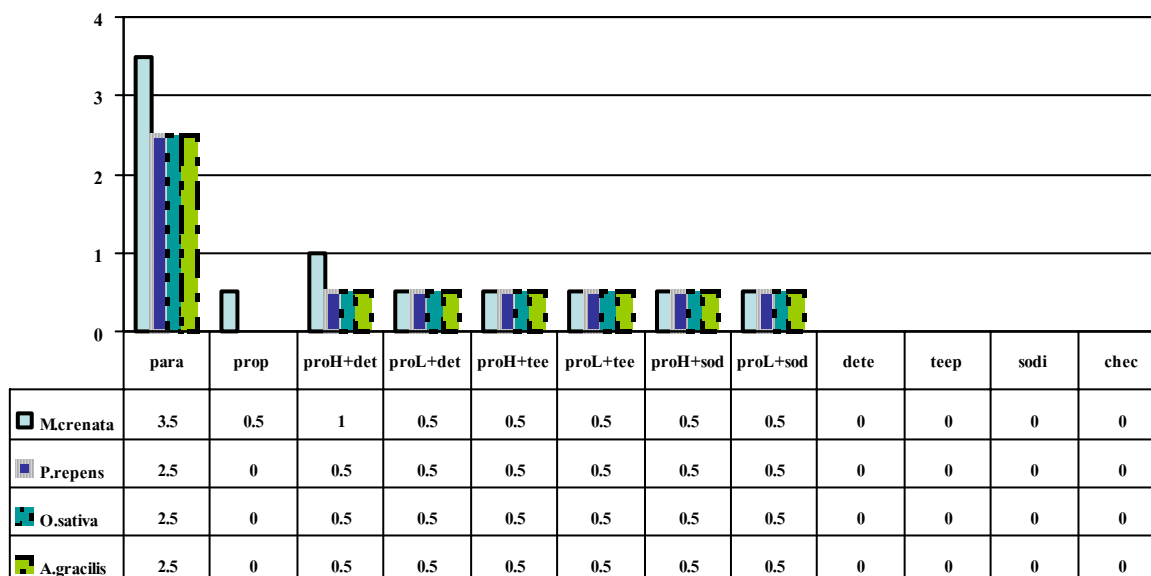 4
3
2
1
0
para prop proH+det proL+det proH+tee proL+tee proH+sod proL+sod dete teep sodi chec
M.crenata 3.5 0.5 1 0.5 0.5 0.5 0.5 0.5 0 0 0 0
P.repens 2.5 0 0.5 0.5 0.5 0.5 0.5 0.5 0 0 0 0
O.sativa 2.5 0 0.5 0.5 0.5 0.5 0.5 0.5 0 0 0 0
A.gracilis 2.5 0 0.5 0.5 0.5 0.5 0.5 0.5 0 0 0 0